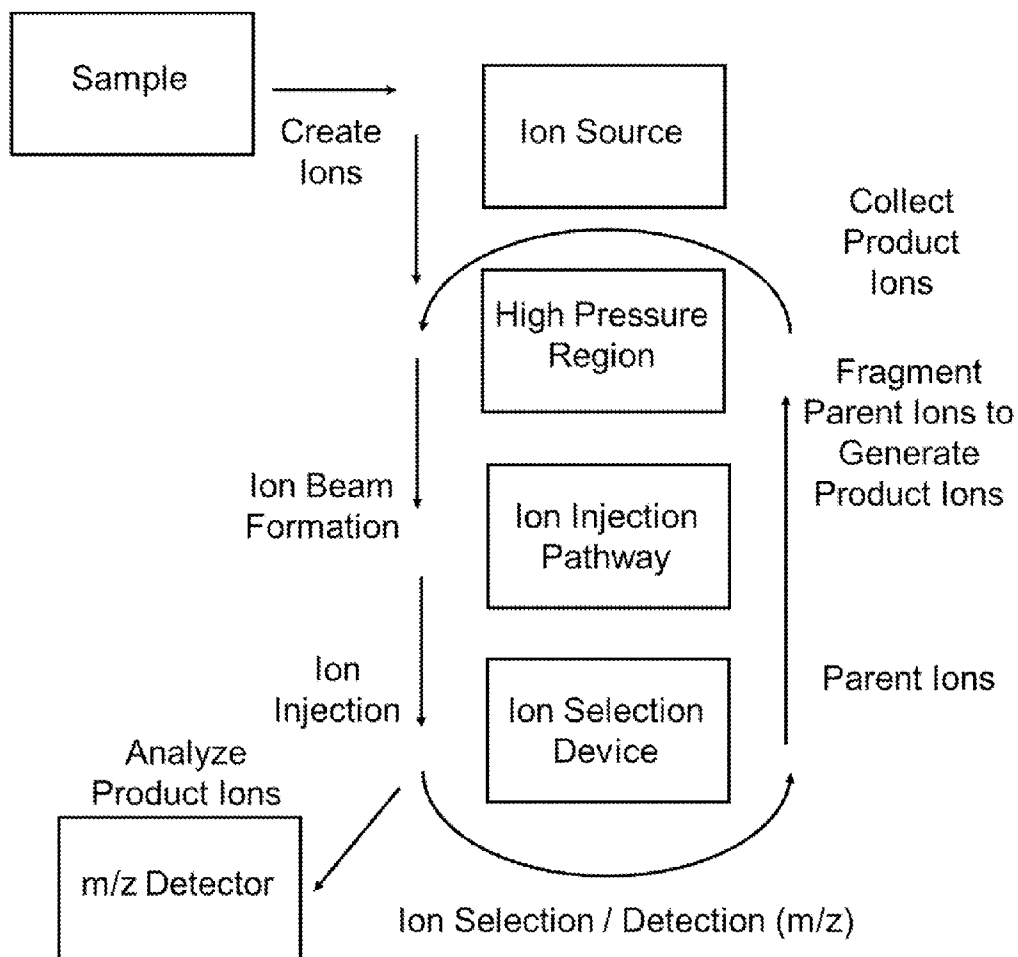 Sample
Create
Ions
Ion Source
Collect
Product
Ions
High Pressure
Region
Fragment
Parent Ions to
Generate
Product Ions
Ion Beam
Formation
Ion Injection
Pathway
Ion
Injection
Ion Selection
Device
Parent Ions
Analyze
Product Ions
m/z Detector
Ion Selection / Detection (m/z)